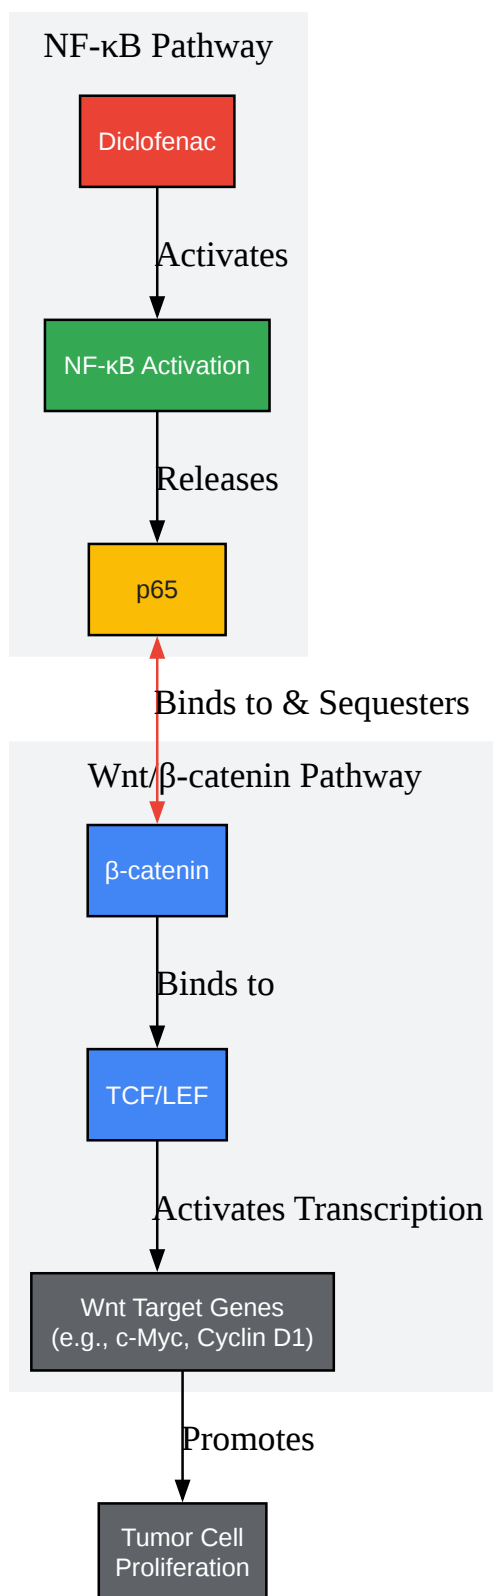 NF-κB Pathway
Diclofenac
Activates
NF-κB Activation
Releases
p65
Binds to & Sequesters
Wnt/β-catenin Pathway
β-catenin
Binds to
TCF/LEF
Activates Transcription
Wnt Target Genes
(e.g., c-Myc, Cyclin D1)
Promotes
Tumor Cell
Proliferation